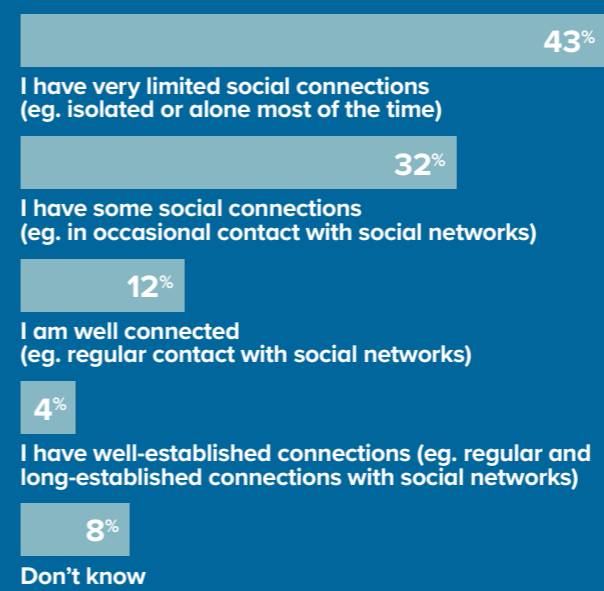 43%
I have very limited social connections
(eg. isolated or alone most of the time)
32%
I have some social connections
(eg. in occasional contact with social networks)
12%
I am well connected
(eg. regular contact with social networks)
4%
I have well-established connections (eg. regular and
long-established connections with social networks)
8%
Don’t know